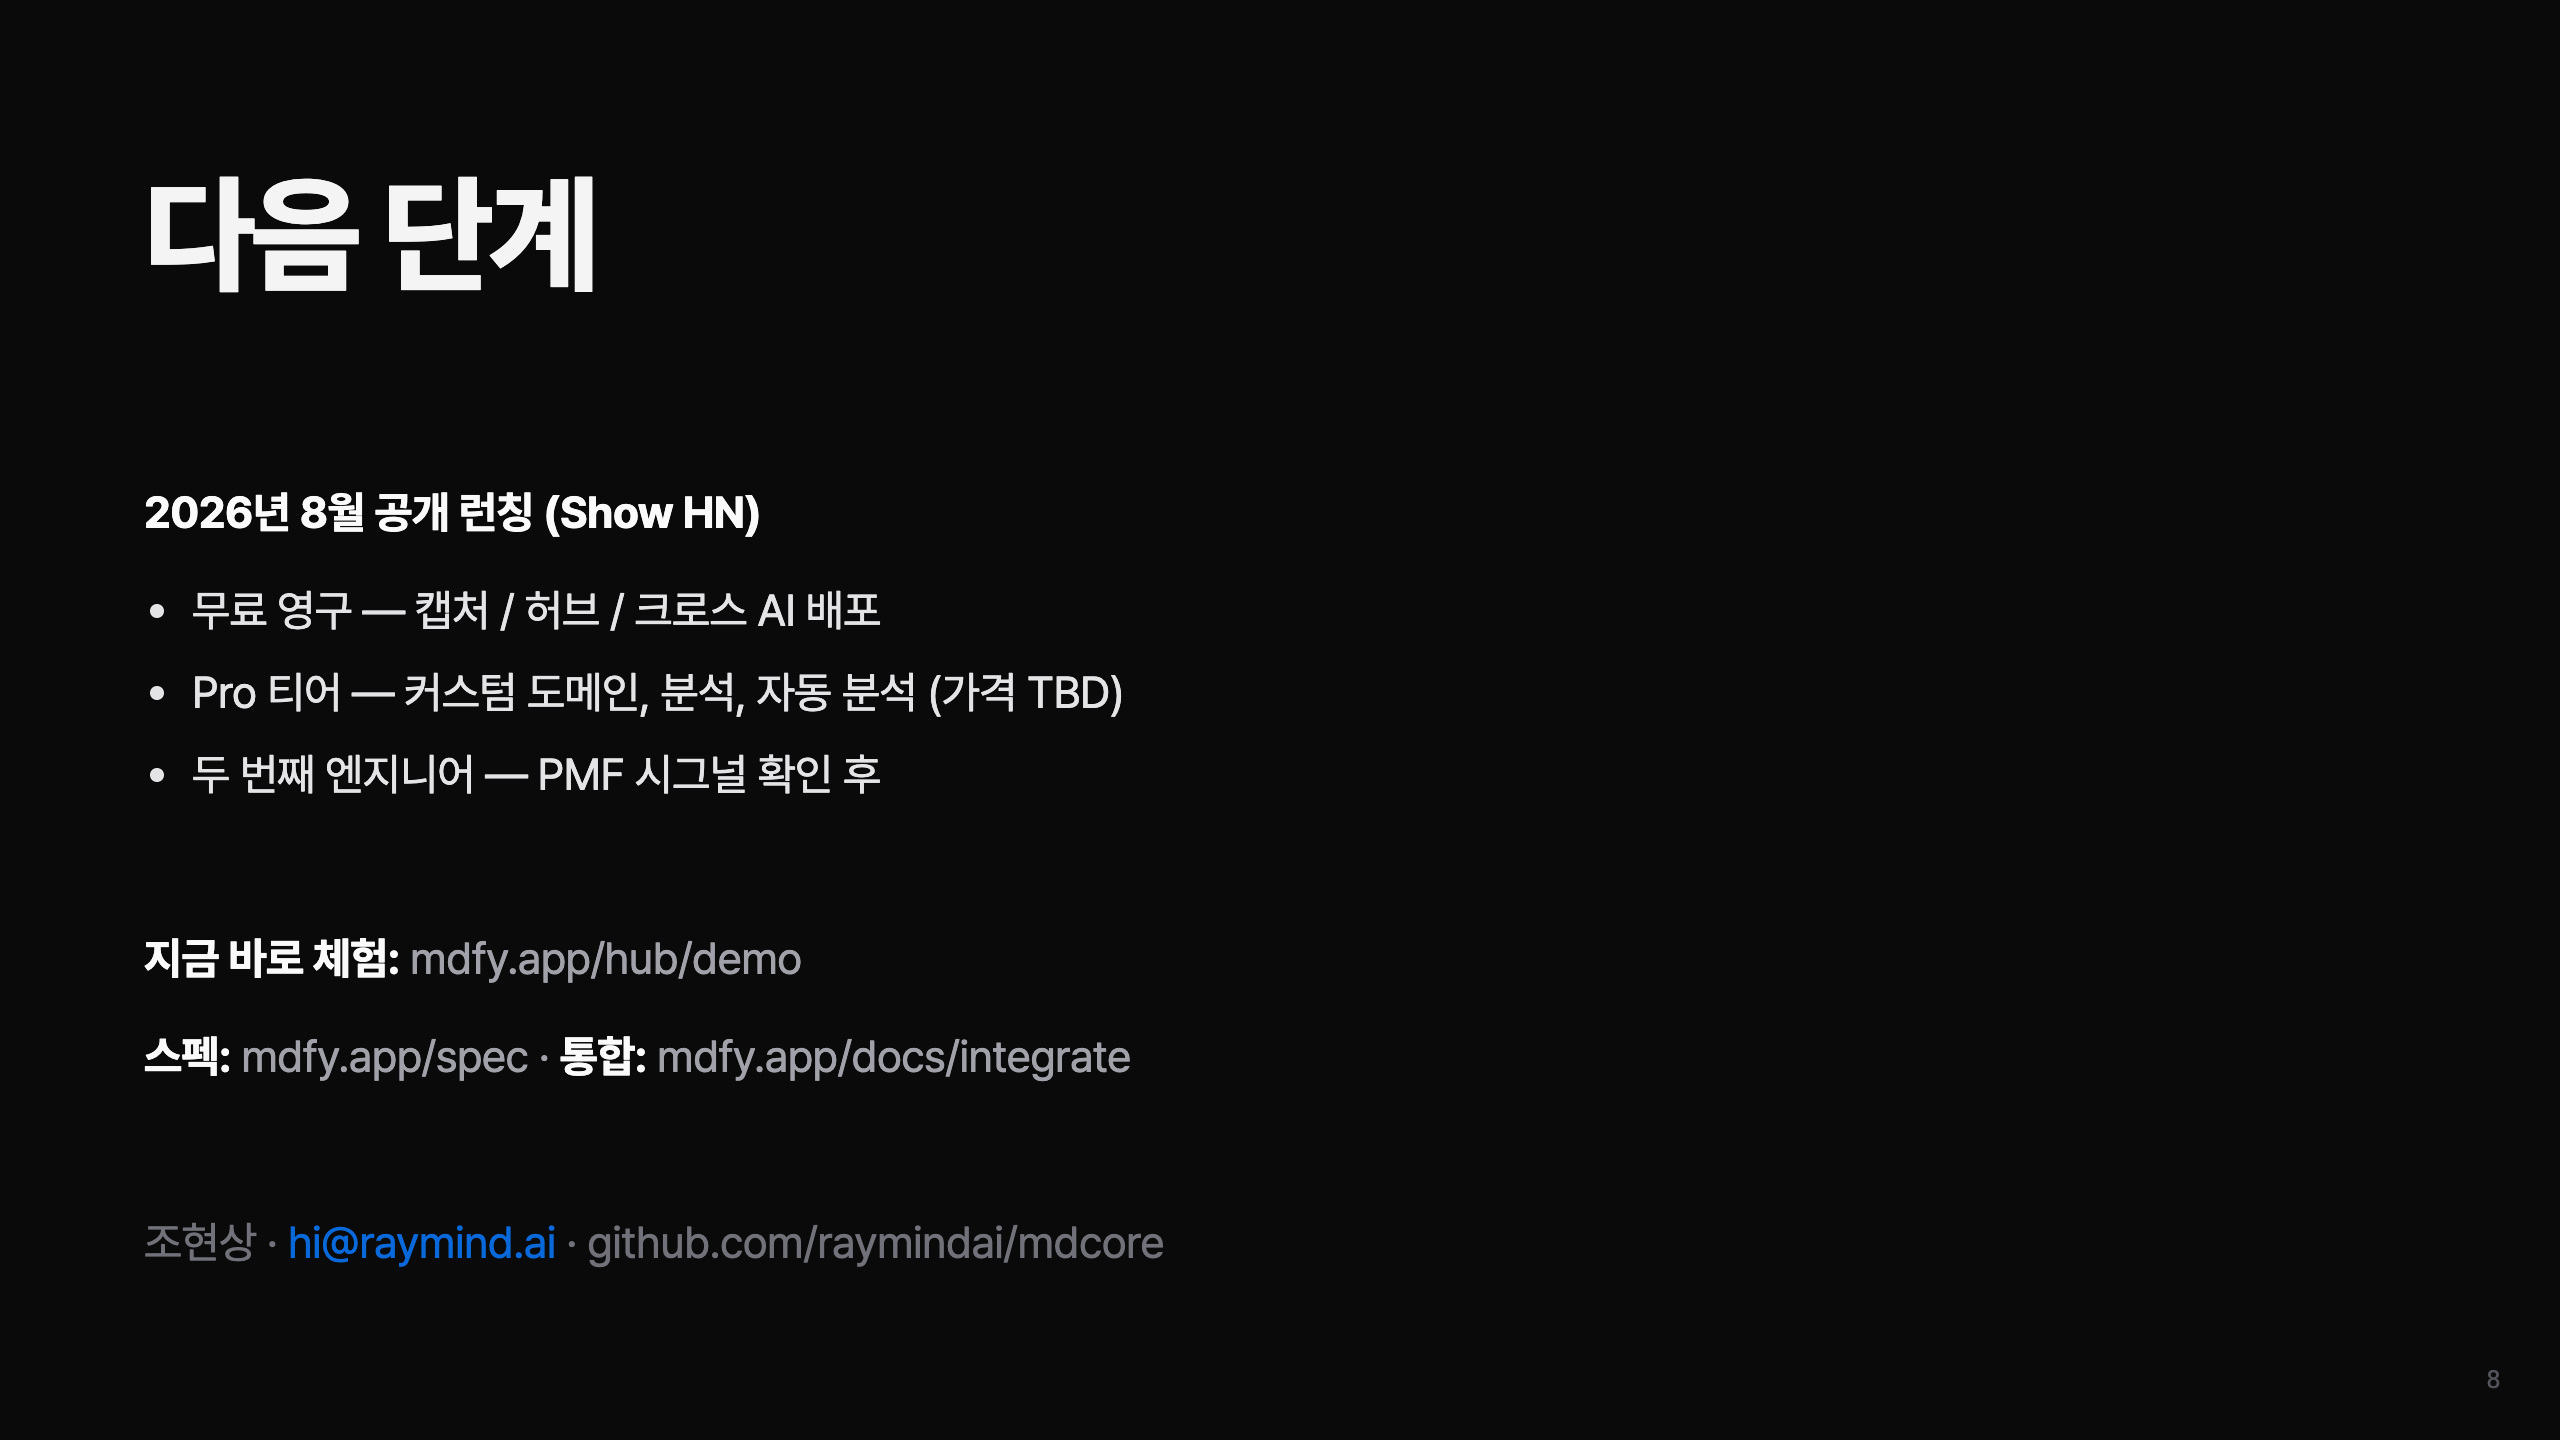 다음 단계
2026년 8월 공개 런칭 (Show HN)
• 무료 영구 — 캡처 / 허브 / 크로스 AI 배포
• Pro 티어 — 커스텀 도메인, 분석, 자동 분석 (가격 TBD)
• 두 번째 엔지니어 — PMF 시그널 확인 후
지금 바로 체험: mdfy.app/hub/demo
스펙: mdfy.app/spec · 통합: mdfy.app/docs/integrate
조현상 · hi@raymind.ai · github.com/raymindai/mdcore
8